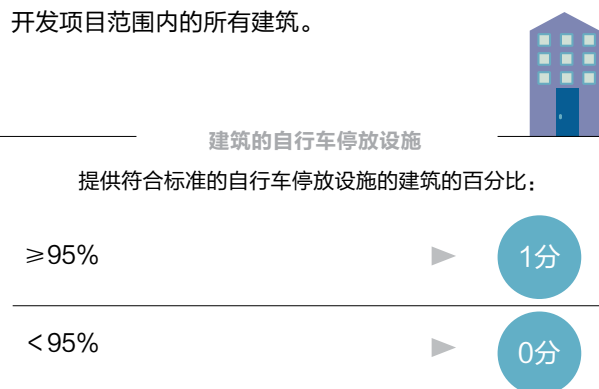 开发项目范围内的所有建筑。
建筑的自行车停放设施
提供符合标准的自行车停放设施的建筑的百分比：
≥95%
1分
<95%
0分